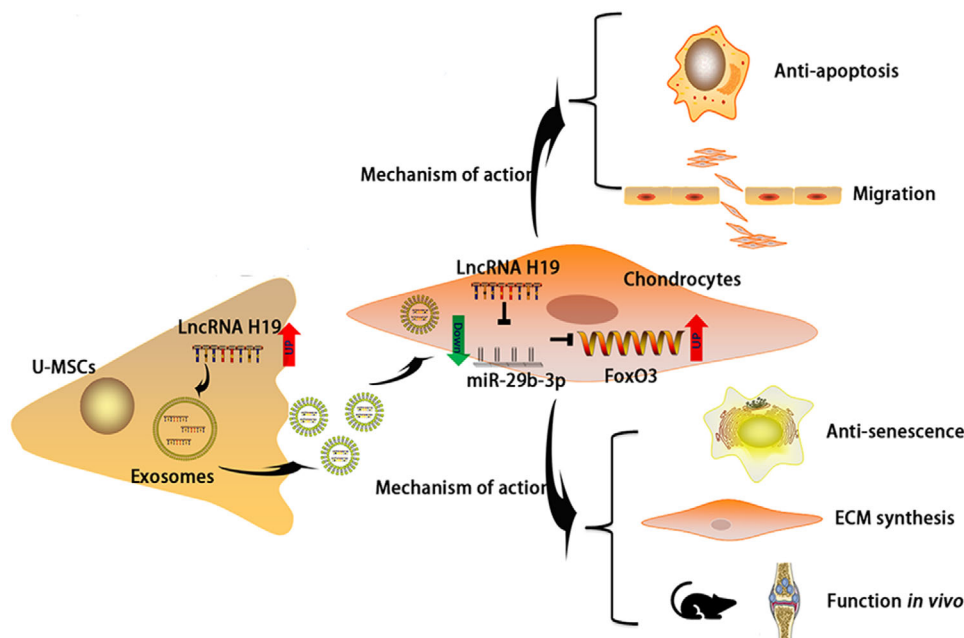 Anti-apoptosis
Mechanism of action
Migration
LncRNA H19
Chondrocytes
LncRNA H19
UP
Down
UP
U-MSCs
miR-29b-3p
FoxO3
Exosomes
Anti-senescence
Mechanism of action
ECM synthesis
Function in vivo